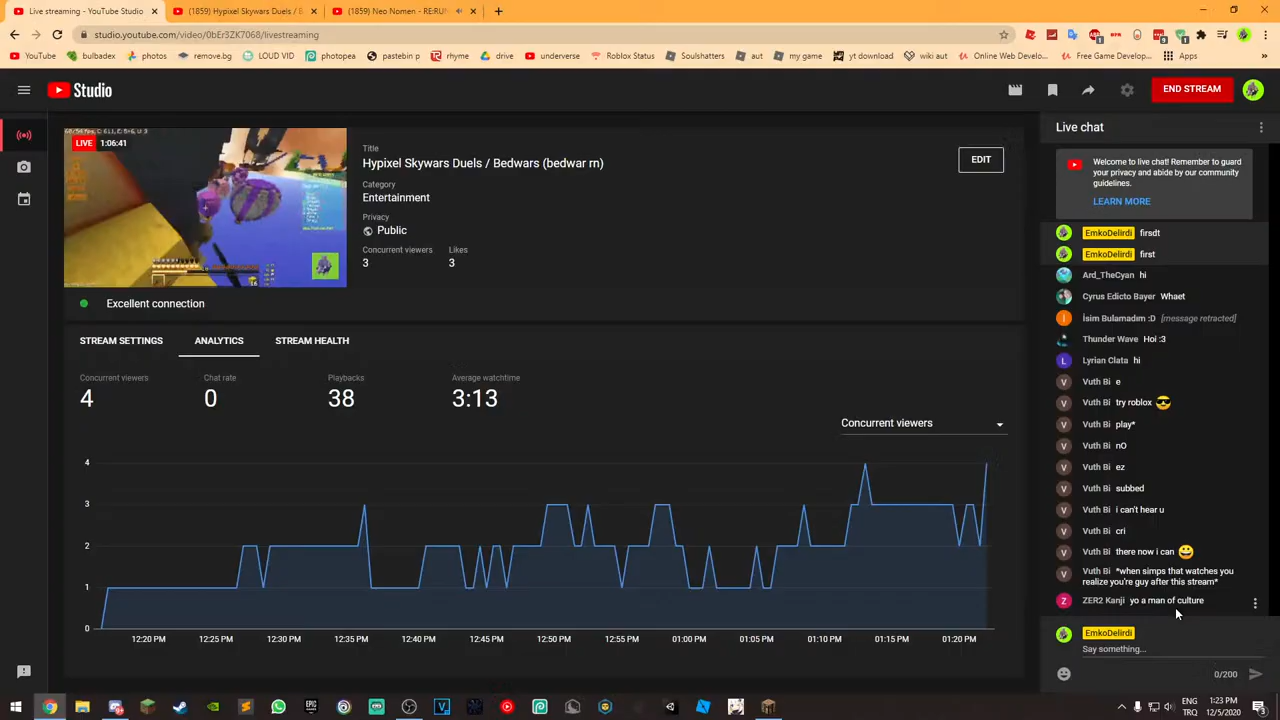 Live streaming - YouTube Studio
(1859) Hypixel Skywars Duels / B
(1859) Neo Nomen - RE:RUN
studio.youtube.com/video/0bEr3ZK7068/livestreaming
YouTube
bulbadex
photos
remove.bg
LOUD VID
photopea
pastebin p
rhyme
drive
underverse
Roblox Status
Soulshatters
aut
my game
yt download
wiki aut
Online Web Develo...
Free Game Develop...
Apps
Studio
END STREAM
LIVE 1:06:41
Title
Hypixel Skywars Duels / Bedwars (bedwar rn)
EDIT
Category
Entertainment
Privacy
Public
Concurrent viewers
Likes
3
3
Excellent connection
STREAM SETTINGS
ANALYTICS
STREAM HEALTH
Concurrent viewers
Chat rate
Playbacks
Average watchtime
4
0
38
3:13
Concurrent viewers
4
3
2
1
0
12:20 PM
12:25 PM
12:30 PM
12:35 PM
12:40 PM
12:45 PM
12:50 PM
12:55 PM
01:00 PM
01:05 PM
01:10 PM
01:15 PM
01:20 PM
Live chat
Welcome to live chat! Remember to guard
your privacy and abide by our community
guidelines.
LEARN MORE
EmkoDelirdi firsdt
EmkoDelirdi first
Ard_TheCyan hi
Cyrus Edicto Bayer Whaet
İsim Bulamadım :D [message retracted]
Thunder Wave Hoi :3
Lyrian Clata hi
Vuth Bi e
Vuth Bi try roblox
Vuth Bi play*
Vuth Bi nO
Vuth Bi ez
Vuth Bi subbed
Vuth Bi i can't hear u
Vuth Bi cri
Vuth Bi there now i can
Vuth Bi *when simps that watches you
realize you're guy after this stream*
ZER2 Kanji yo a man of culture
EmkoDelirdi
Say something...
0/200
ENG
TRQ
1:23 PM
12/5/2020